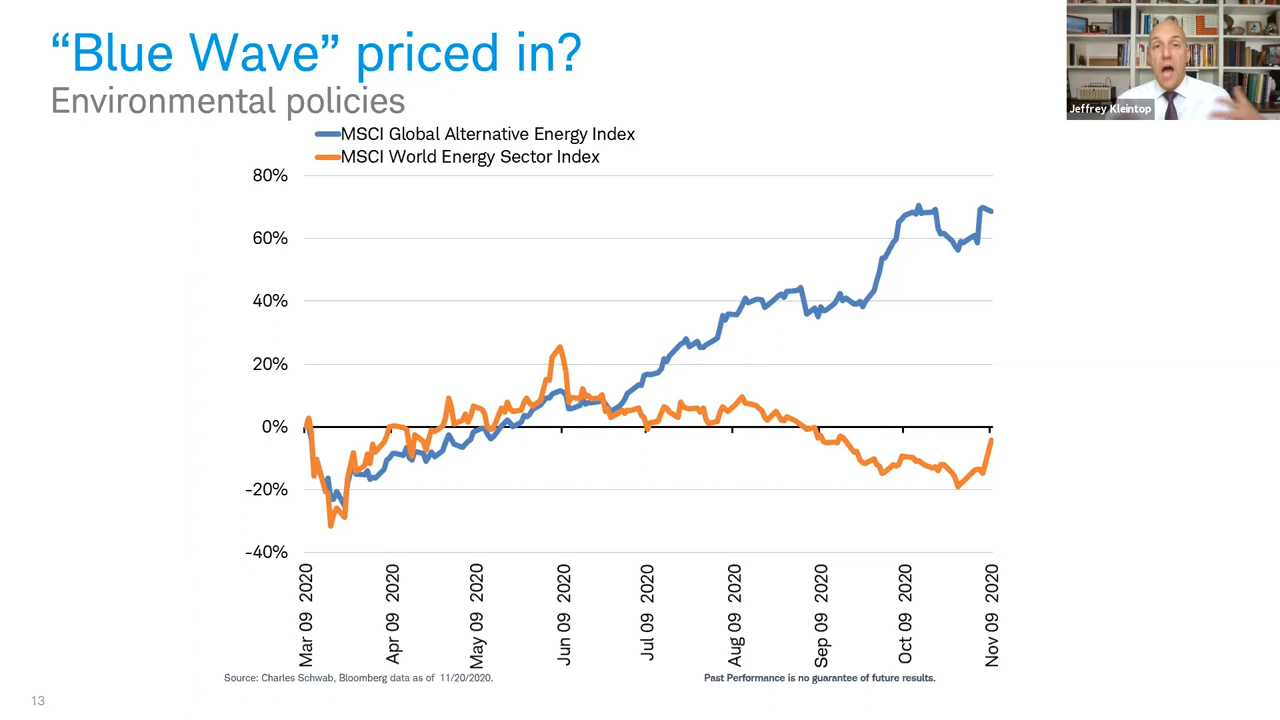 “Blue Wave” priced in?
Environmental policies
Jeffrey Kleintop
MSCI Global Alternative Energy Index
MSCI World Energy Sector Index
80%
60%
40%
20%
0%
-20%
-40%
Mar 09 2020
Apr 09 2020
May 09 2020
Jun 09 2020
Jul 09 2020
Aug 09 2020
Sep 09 2020
Oct 09 2020
Nov 09 2020
Source: Charles Schwab, Bloomberg data as of 11/20/2020.
Past Performance is no guarantee of future results.
13